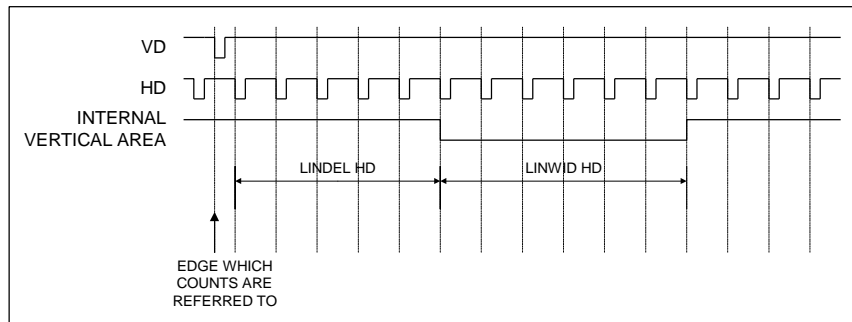 VD
HD
INTERNAL
VERTICAL AREA
LINDEL HD
LINWID HD
EDGE WHICH
COUNTS ARE
REFERRED TO